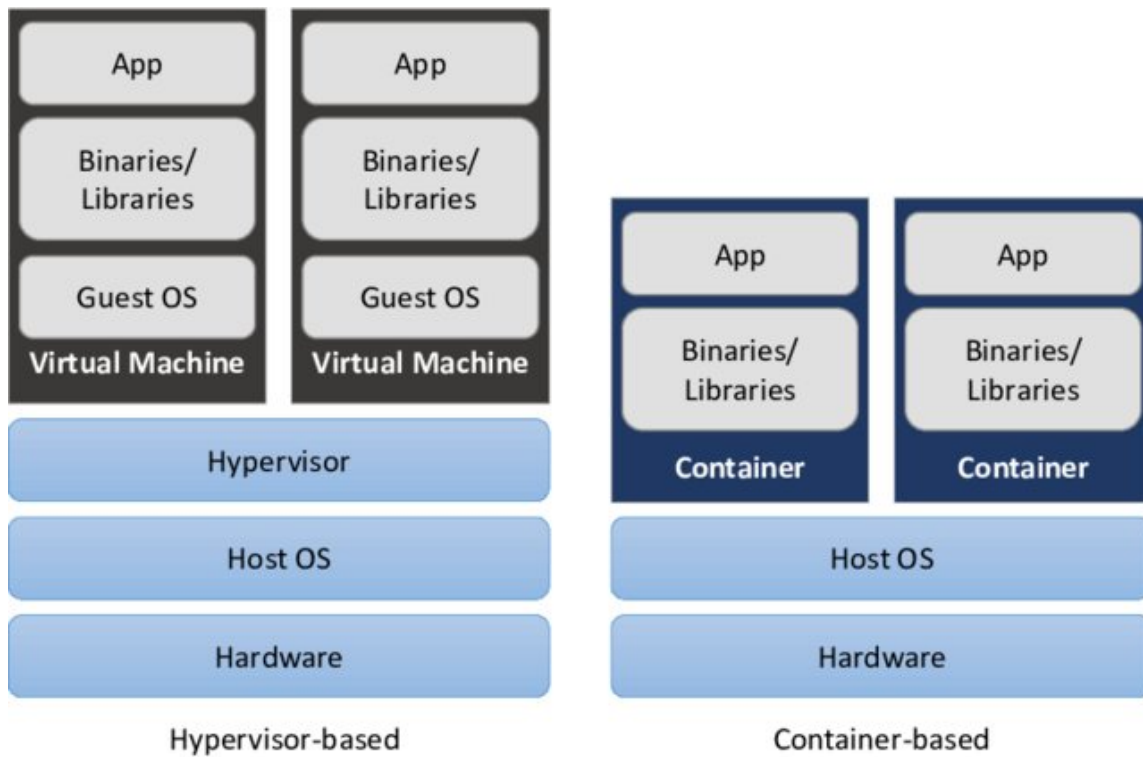 App
Binaries/
Libraries
Guest OS
Virtual Machine
App
Binaries/
Libraries
Guest OS
Virtual Machine
Hypervisor
Host OS
Hardware
Hypervisor-based
App
Binaries/
Libraries
Container
App
Binaries/
Libraries
Container
Host OS
Hardware
Container-based